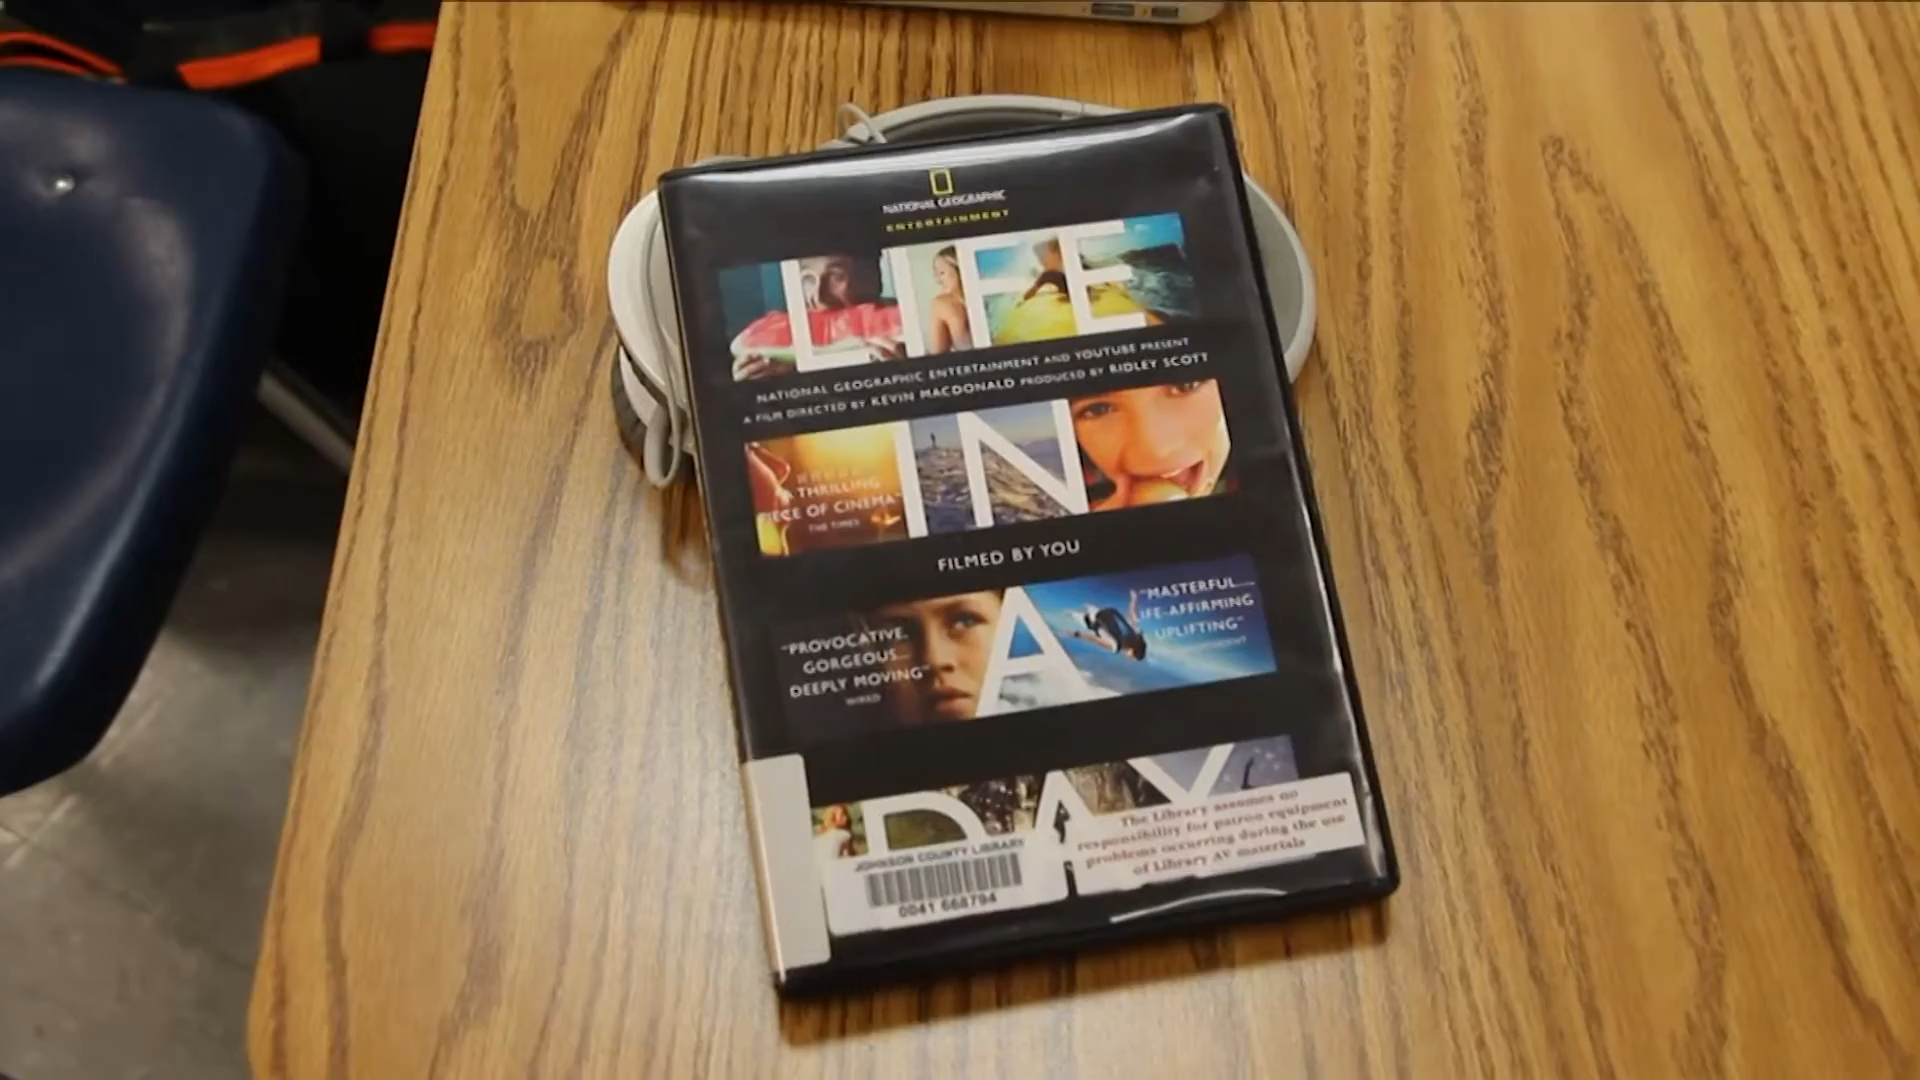 NATIONAL GEOGRAPHIC
ENTERTAINMENT
LIFE
NATIONAL GEOGRAPHIC ENTERTAINMENT AND YOUTUBE PRESENT
A FILM DIRECTED BY KEVIN MACDONALD PRODUCED BY RIDLEY SCOTT
IN
"A THRILLING
PIECE OF CINEMA"
THE TIMES
FILMED BY YOU
A
"PROVOCATIVE,
GORGEOUS...
DEEPLY MOVING"
WIRED
"MASTERFUL...
LIFE-AFFIRMING
UPLIFTING"
DAY
The Library assumes no
responsibility for patron equipment
problems occurring during the use
of Library AV materials
JOHNSON COUNTY LIBRARY
0041 668794